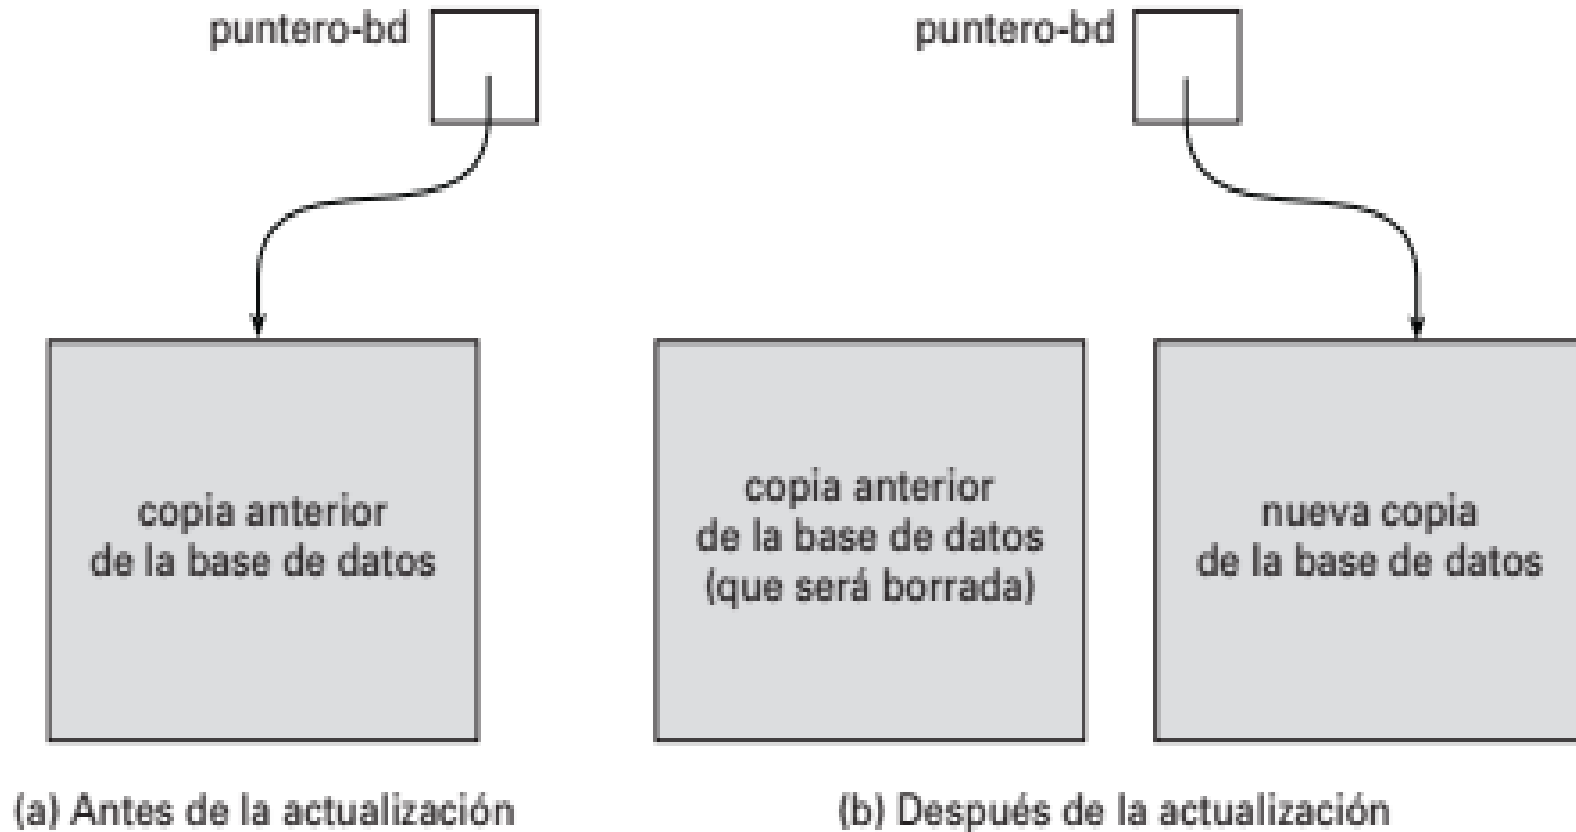 puntero-bd
puntero-bd
copia anterior
de la base de datos
copia anterior
de la base de datos
(que será borrada)
nueva copia
de la base de datos
(a) Antes de la actualización
(b) Después de la actualización